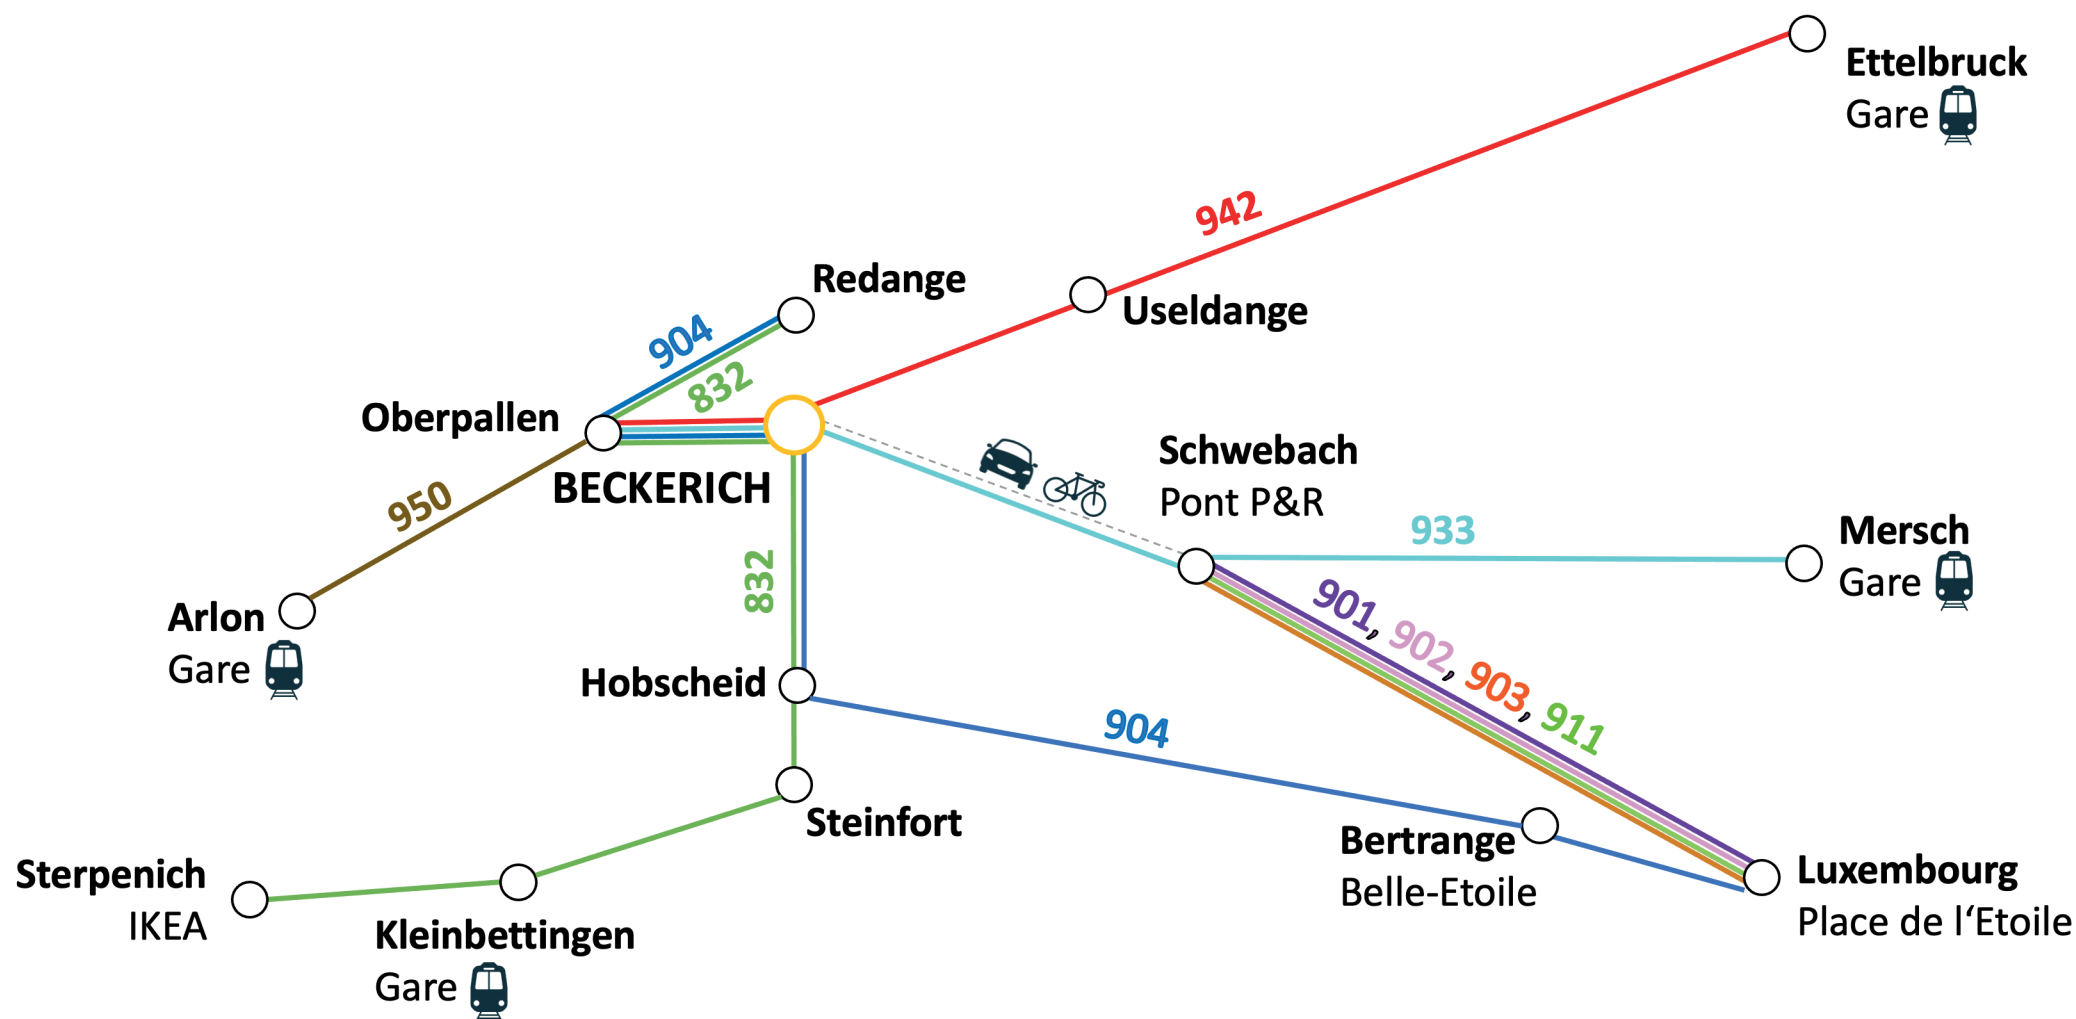 Ettelbruck
Gare
942
Redange
Useldange
904
832
Oberpallen
BECKERICH
950
Schwebach
Pont P&R
933
Mersch
Gare
901, 902, 903, 911
832
Arlon
Gare
Hobscheid
904
Steinfort
Bertrange
Belle-Etoile
Luxembourg
Place de l‘Etoile
Sterpenich
IKEA
Kleinbettingen
Gare